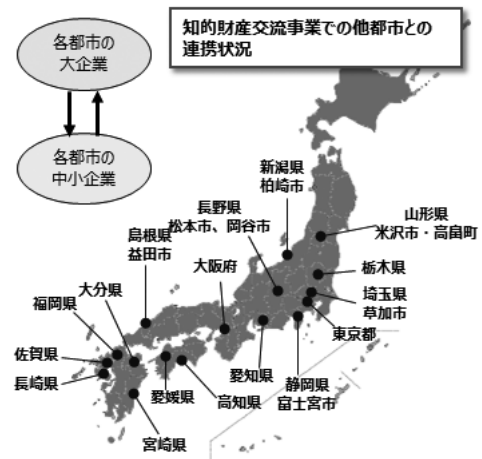 知的財産交流事業での他都市との
連携状況
各都市の
大企業
各都市の
中小企業
新潟県
柏崎市
長野県
松本市、岡谷市
山形県
米沢市・高畠町
島根県
益田市
大阪府
栃木県
大分県
福岡県
埼玉県
草加市
東京都
佐賀県
長崎県
愛知県
静岡県
富士宮市
愛媛県
高知県
宮崎県